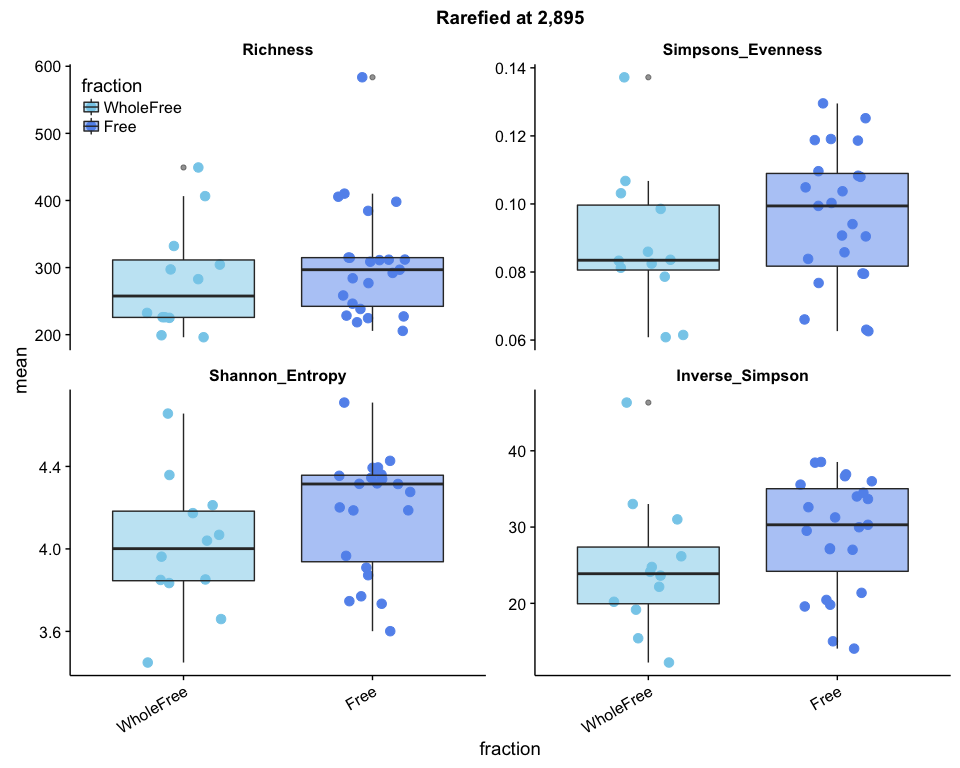 Rarefied at 2,895
Richness
Simpsons_Evenness
600
500
400
300
200
fraction
WholeFree
Free
0.14
0.12
0.10
0.08
0.06
mean
Shannon_Entropy
Inverse_Simpson
4.4
4.0
3.6
40
30
20
WholeFree
Free
WholeFree
Free
fraction